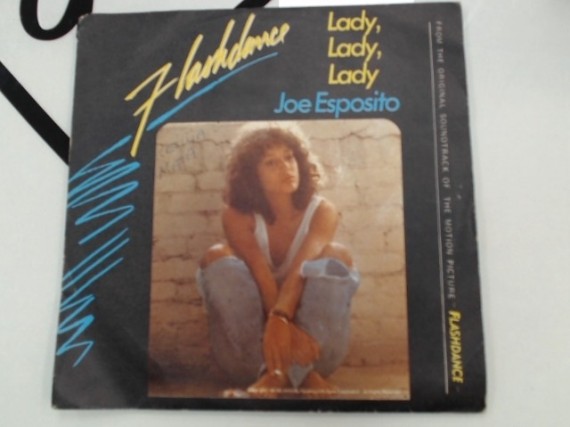 Flashdance
Lady,
Lady,
Lady
Joe Esposito
FROM THE ORIGINAL SOUNDTRACK OF THE MOTION PICTURE - FLASHDANCE -